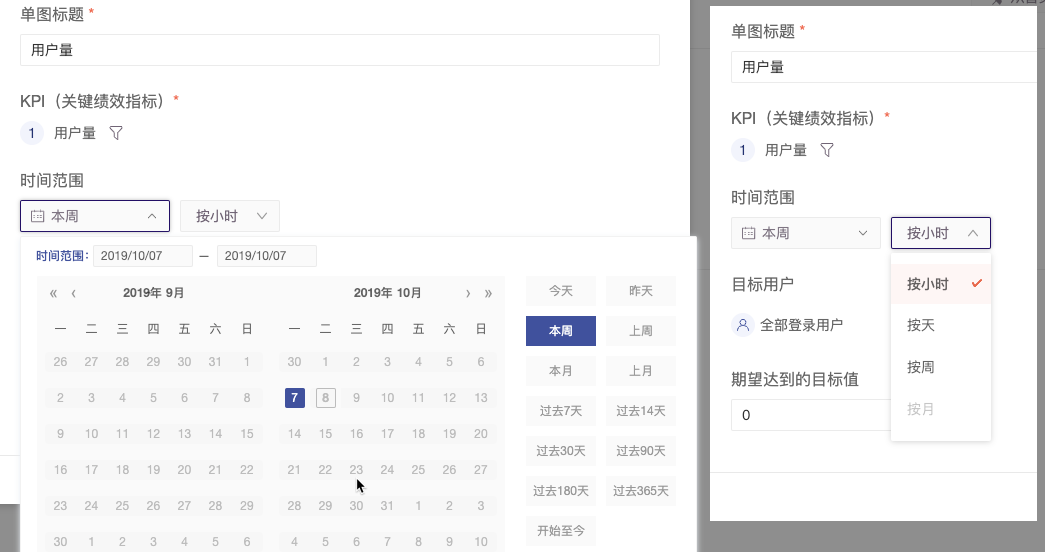 单图标题 *
用户量
KPI（关键绩效指标） *
1 用户量
时间范围
本周
按小时
时间范围： 2019/10/07 — 2019/10/07
« ‹ 2019年 9月
2019年 10月 › »
一 二 三 四 五 六 日
26 27 28 29 30 31 1
2 3 4 5 6 7 8
9 10 11 12 13 14 15
16 17 18 19 20 21 22
23 24 25 26 27 28 29
30 1 2 3 4 5 6
一 二 三 四 五 六 日
30 1 2 3 4 5 6
7 8 9 10 11 12 13
14 15 16 17 18 19 20
21 22 23 24 25 26 27
28 29 30 31 1 2 3
4 5 6 7 8 9 10
今天 昨天
本周 上周
本月 上月
过去7天 过去14天
过去30天 过去90天
过去180天 过去365天
开始至今
单图标题 *
用户量
KPI（关键绩效指标） *
1 用户量
时间范围
本周
按小时
按小时
按天
按周
按月
目标用户
全部登录用户
期望达到的目标值
0